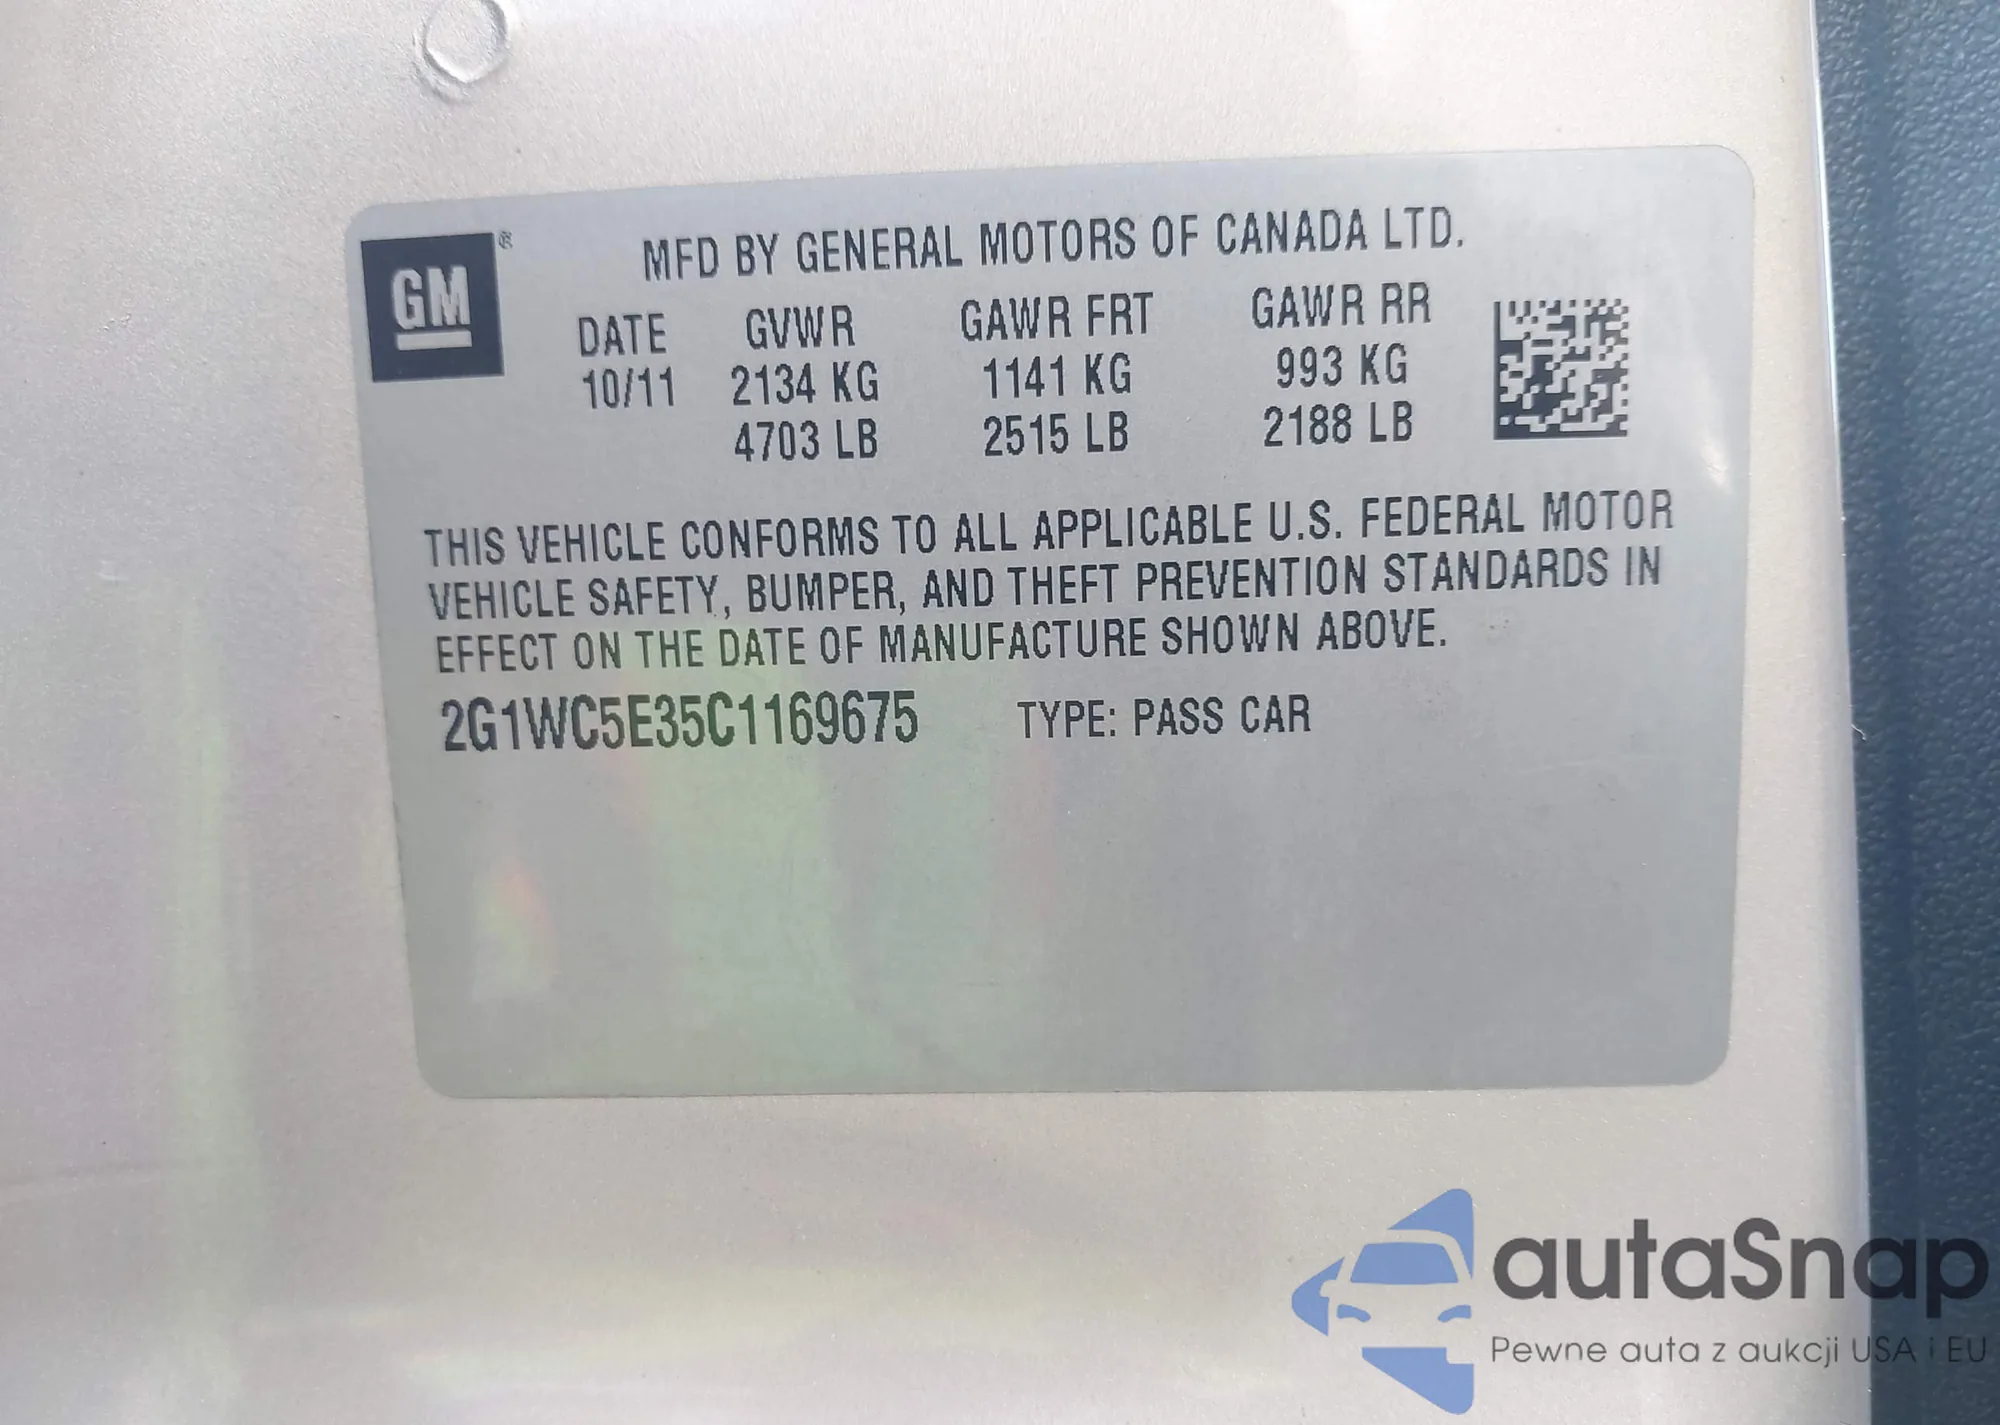 GM ®
MFD BY GENERAL MOTORS OF CANADA LTD.
DATE GVWR GAWR FRT GAWR RR
10/11 2134 KG 1141 KG 993 KG
4703 LB 2515 LB 2188 LB
THIS VEHICLE CONFORMS TO ALL APPLICABLE U.S. FEDERAL MOTOR
VEHICLE SAFETY, BUMPER, AND THEFT PREVENTION STANDARDS IN
EFFECT ON THE DATE OF MANUFACTURE SHOWN ABOVE.
2G1WC5E35C1169675 TYPE: PASS CAR
autaSnap
Pewne auta z aukcji USA i EU